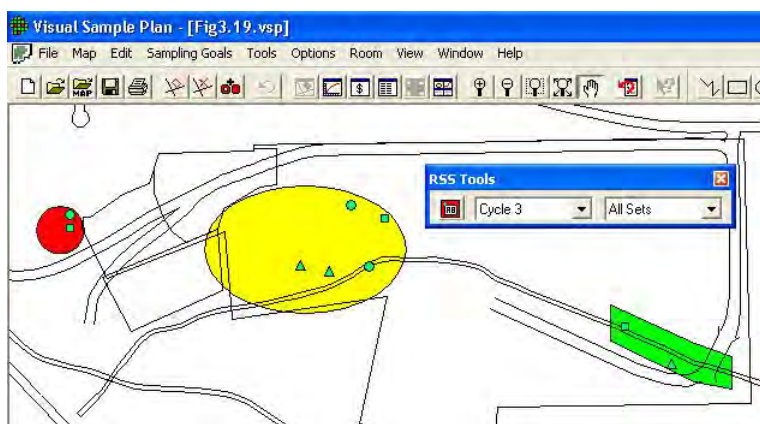 Visual Sample Plan - [Fig3.19.vsp]
File Map Edit Sampling Goals Tools Options Room View Window Help
MAP $
RSS Tools
RB Cycle 3 All Sets